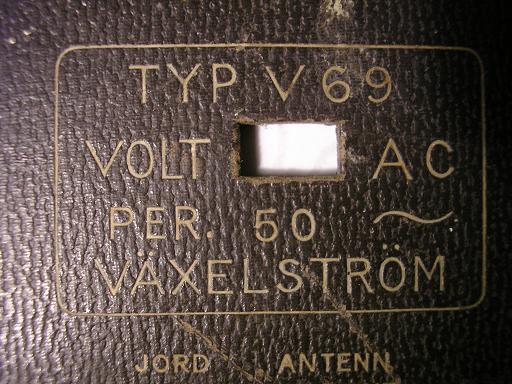 TYP V 69
VOLT AC
PER. 50 ~
VÄXELSTRÖM
JORD ANTENN